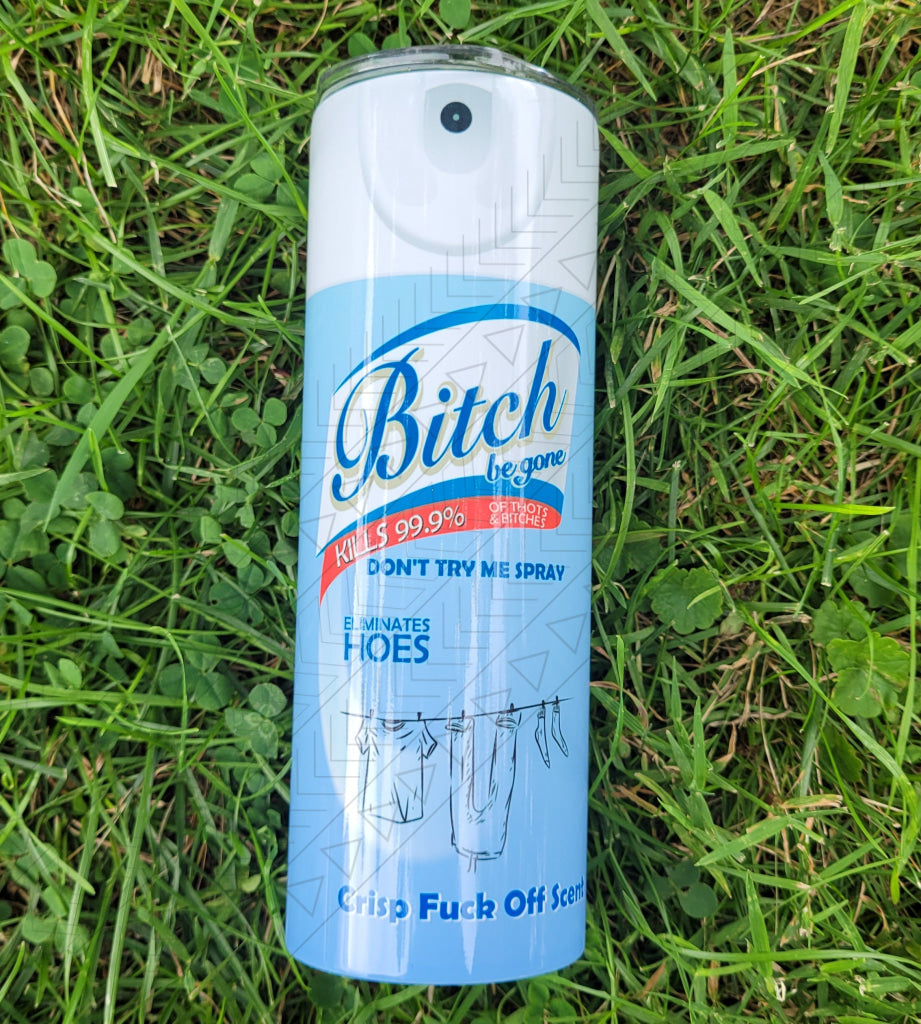 Bitch
be gone
KILLS 99.9%
OF THOTS
& BITCHES
DON'T TRY ME SPRAY
ELIMINATES
HOES
Crisp Fuck Off Scent